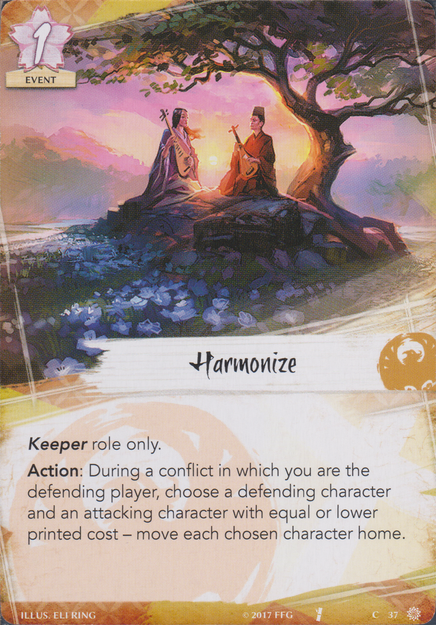 1
EVENT
Harmonize
Keeper role only.
Action: During a conflict in which you are the
defending player, choose a defending character
and an attacking character with equal or lower
printed cost – move each chosen character home.
ILLUS. ELI RING © 2017 FFG 1 C 37